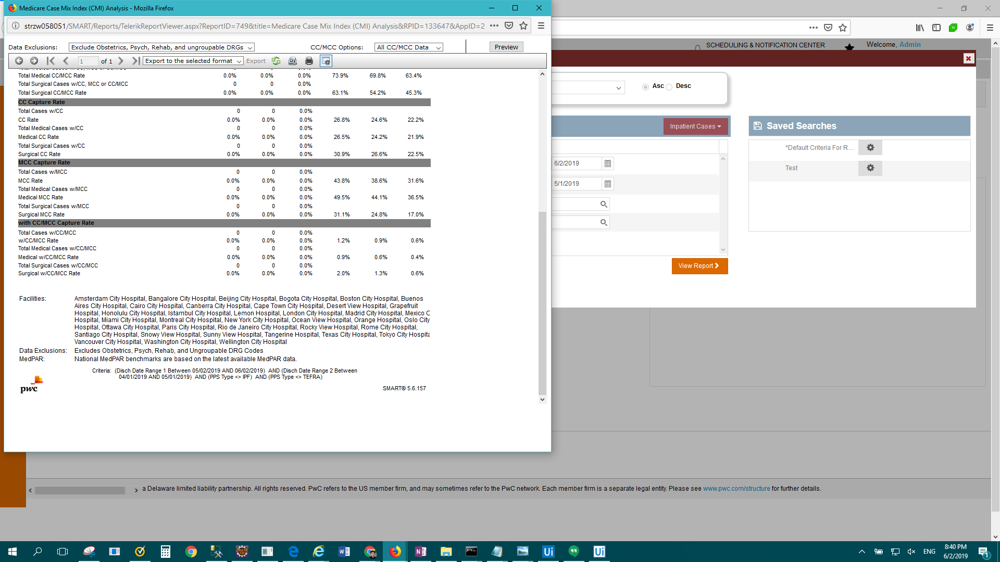 Medicare Case Mix Index (CMI) Analysis - Mozilla Firefox
strzw058051/SMART/Reports/TelerikReportViewer.aspx?ReportID=749&title=Medicare Case Mix Index (CMI) Analysis&RPID=133647&AppID=2
Data Exclusions: Exclude Obstetrics, Psych, Rehab, and ungroupable DRGs CC/MCC Options: All CC/MCC Data Preview
1 of 1 Export to the selected format Export
Total Medical CC/MCC Rate 0.0% 0.0% 0.0% 73.9% 69.8% 63.4%
Total Surgical Cases w/CC, MCC or CC/MCC 0 0 0.0%
Total Surgical CC/MCC Rate 0.0% 0.0% 0.0% 63.1% 54.2% 45.3%
CC Capture Rate
Total Cases w/CC 0 0 0.0%
CC Rate 0.0% 0.0% 0.0% 26.8% 24.6% 22.2%
Total Medical Cases w/CC 0 0 0.0%
Medical CC Rate 0.0% 0.0% 0.0% 26.5% 24.2% 21.9%
Total Surgical Cases w/CC 0 0 0.0%
Surgical CC Rate 0.0% 0.0% 0.0% 30.9% 26.6% 22.5%
MCC Capture Rate
Total Cases w/MCC 0 0 0.0%
MCC Rate 0.0% 0.0% 0.0% 43.8% 38.6% 31.6%
Total Medical Cases w/MCC 0 0 0.0%
Medical MCC Rate 0.0% 0.0% 0.0% 49.5% 44.1% 36.5%
Total Surgical Cases w/MCC 0 0 0.0%
Surgical MCC Rate 0.0% 0.0% 0.0% 31.1% 24.8% 17.0%
with CC/MCC Capture Rate
Total Cases w/CC/MCC 0 0 0.0%
w/CC/MCC Rate 0.0% 0.0% 0.0% 1.2% 0.9% 0.6%
Total Medical Cases w/CC/MCC 0 0 0.0%
Medical w/CC/MCC Rate 0.0% 0.0% 0.0% 0.9% 0.6% 0.4%
Total Surgical Cases w/CC/MCC 0 0 0.0%
Surgical w/CC/MCC Rate 0.0% 0.0% 0.0% 2.0% 1.3% 0.6%
Facilities: Amsterdam City Hospital, Bangalore City Hospital, Beijing City Hospital, Bogota City Hospital, Boston City Hospital, Buenos
Aires City Hospital, Cairo City Hospital, Canberra City Hospital, Cape Town City Hospital, Desert View Hospital, Grapefruit
Hospital, Honolulu City Hospital, Istambul City Hospital, Lemon Hospital, London City Hospital, Madrid City Hospital, Mexico C
Hospital, Miami City Hospital, Montreal City Hospital, New York City Hospital, Ocean View Hospital, Orange Hospital, Oslo City
Hospital, Ottawa City Hospital, Paris City Hospital, Rio de Janeiro City Hospital, Rocky View Hospital, Rome City Hospital,
Santiago City Hospital, Snowy View Hospital, Sunny View Hospital, Tangerine Hospital, Texas City Hospital, Tokyo City Hospita
Vancouver City Hospital, Washington City Hospital, Wellington City Hospital
Data Exclusions: Excludes Obstetrics, Psych, Rehab, and Ungroupable DRG Codes
MedPAR: National MedPAR benchmarks are based on the latest available MedPAR data.
Criteria: (Disch Date Range 1 Between 05/02/2019 AND 06/02/2019) AND (Disch Date Range 2 Between
04/01/2019 AND 05/01/2019) AND (PPS Type <> IPF) AND (PPS Type <> TEFRA)
pwc
SMART® 5.6.157
SCHEDULING & NOTIFICATION CENTER
Welcome, Admin
Asc Desc
Inpatient Cases
6/2/2019
5/1/2019
View Report
Saved Searches
*Default Criteria For R...
Test
a Delaware limited liability partnership. All rights reserved. PwC refers to the US member firm, and may sometimes refer to the PwC network. Each member firm is a separate legal entity. Please see www.pwc.com/structure for further details.
ENG
8:40 PM
6/2/2019
1